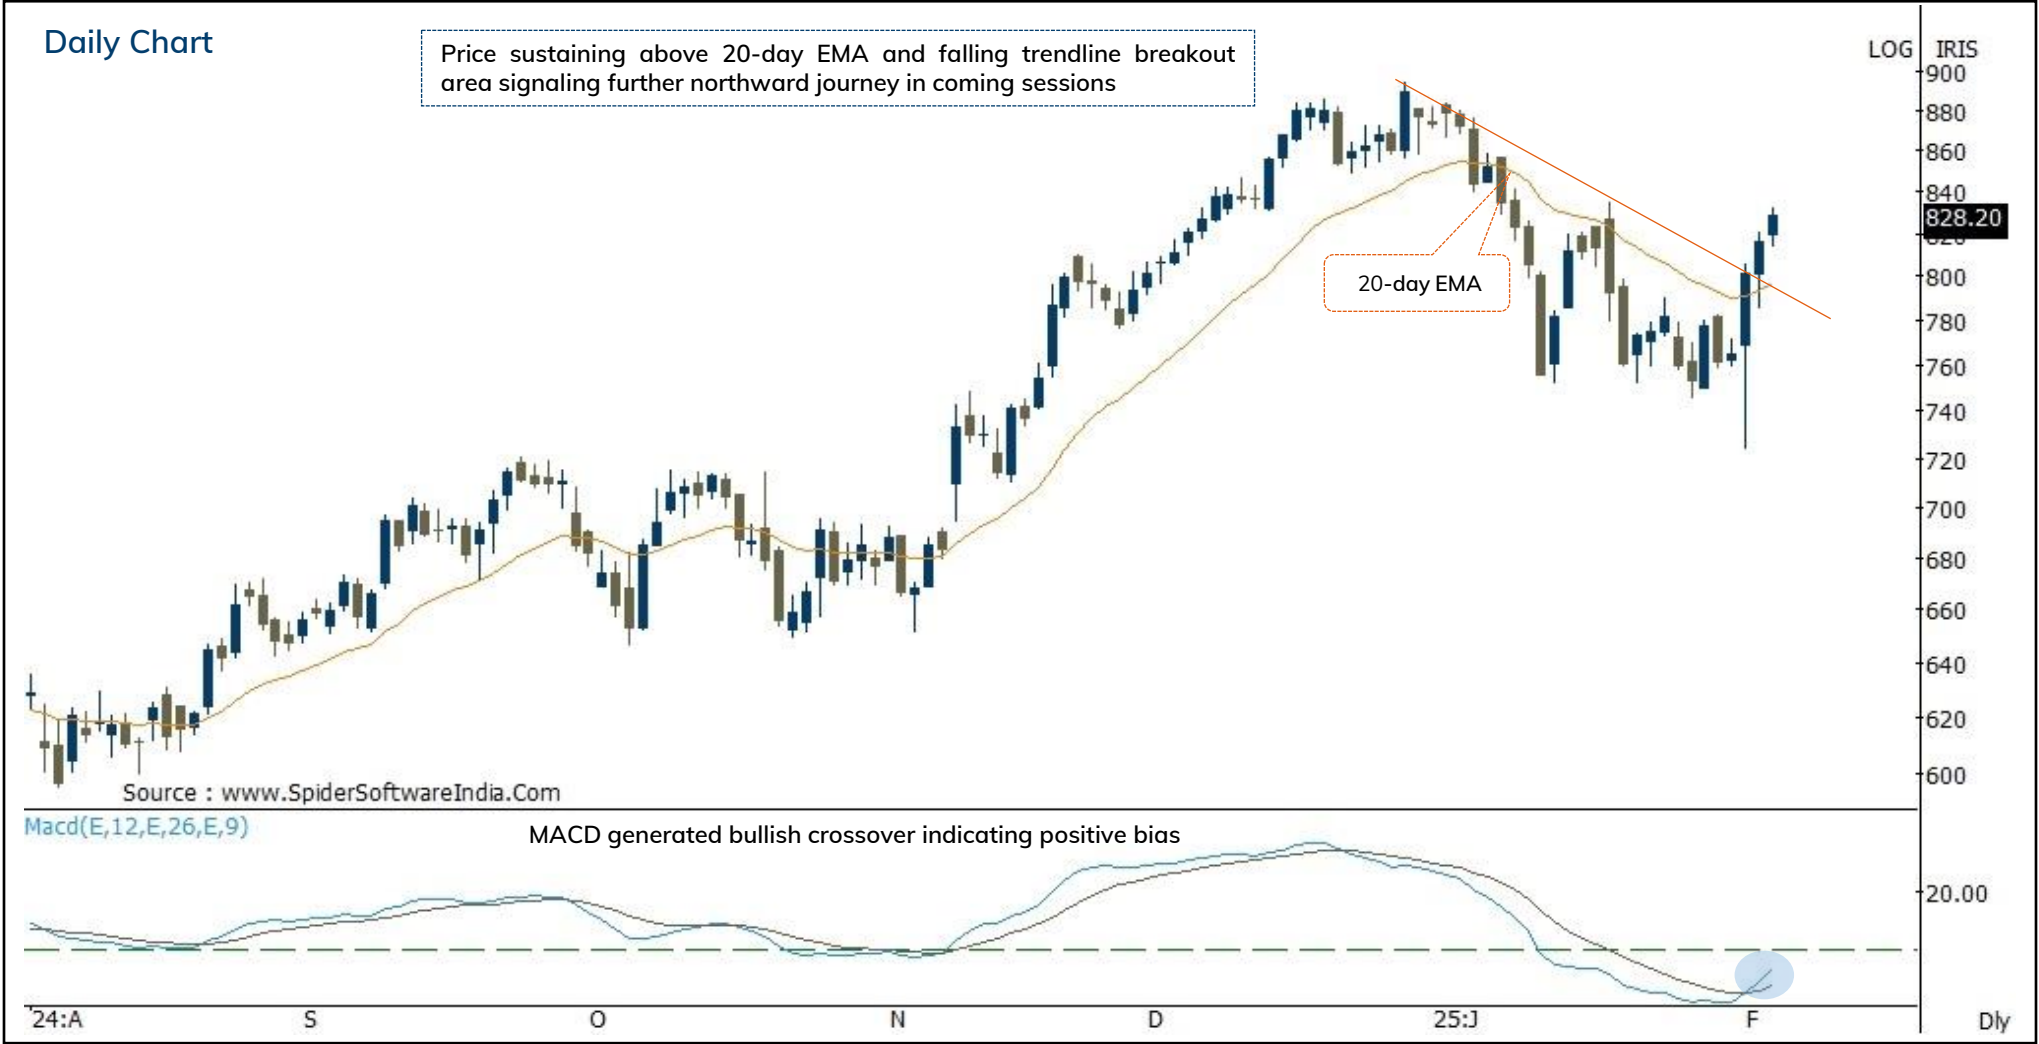 Daily Chart
Price sustaining above 20-day EMA and falling trendline breakout
area signaling further northward journey in coming sessions
LOG IRIS
900
880
860
840
828.20
820
800
780
760
740
720
700
680
660
640
620
600
20-day EMA
Source : www.SpiderSoftwareIndia.Com
Macd(E,12,E,26,E,9)
MACD generated bullish crossover indicating positive bias
20.00
'24:A S O N D 25:J F Dly